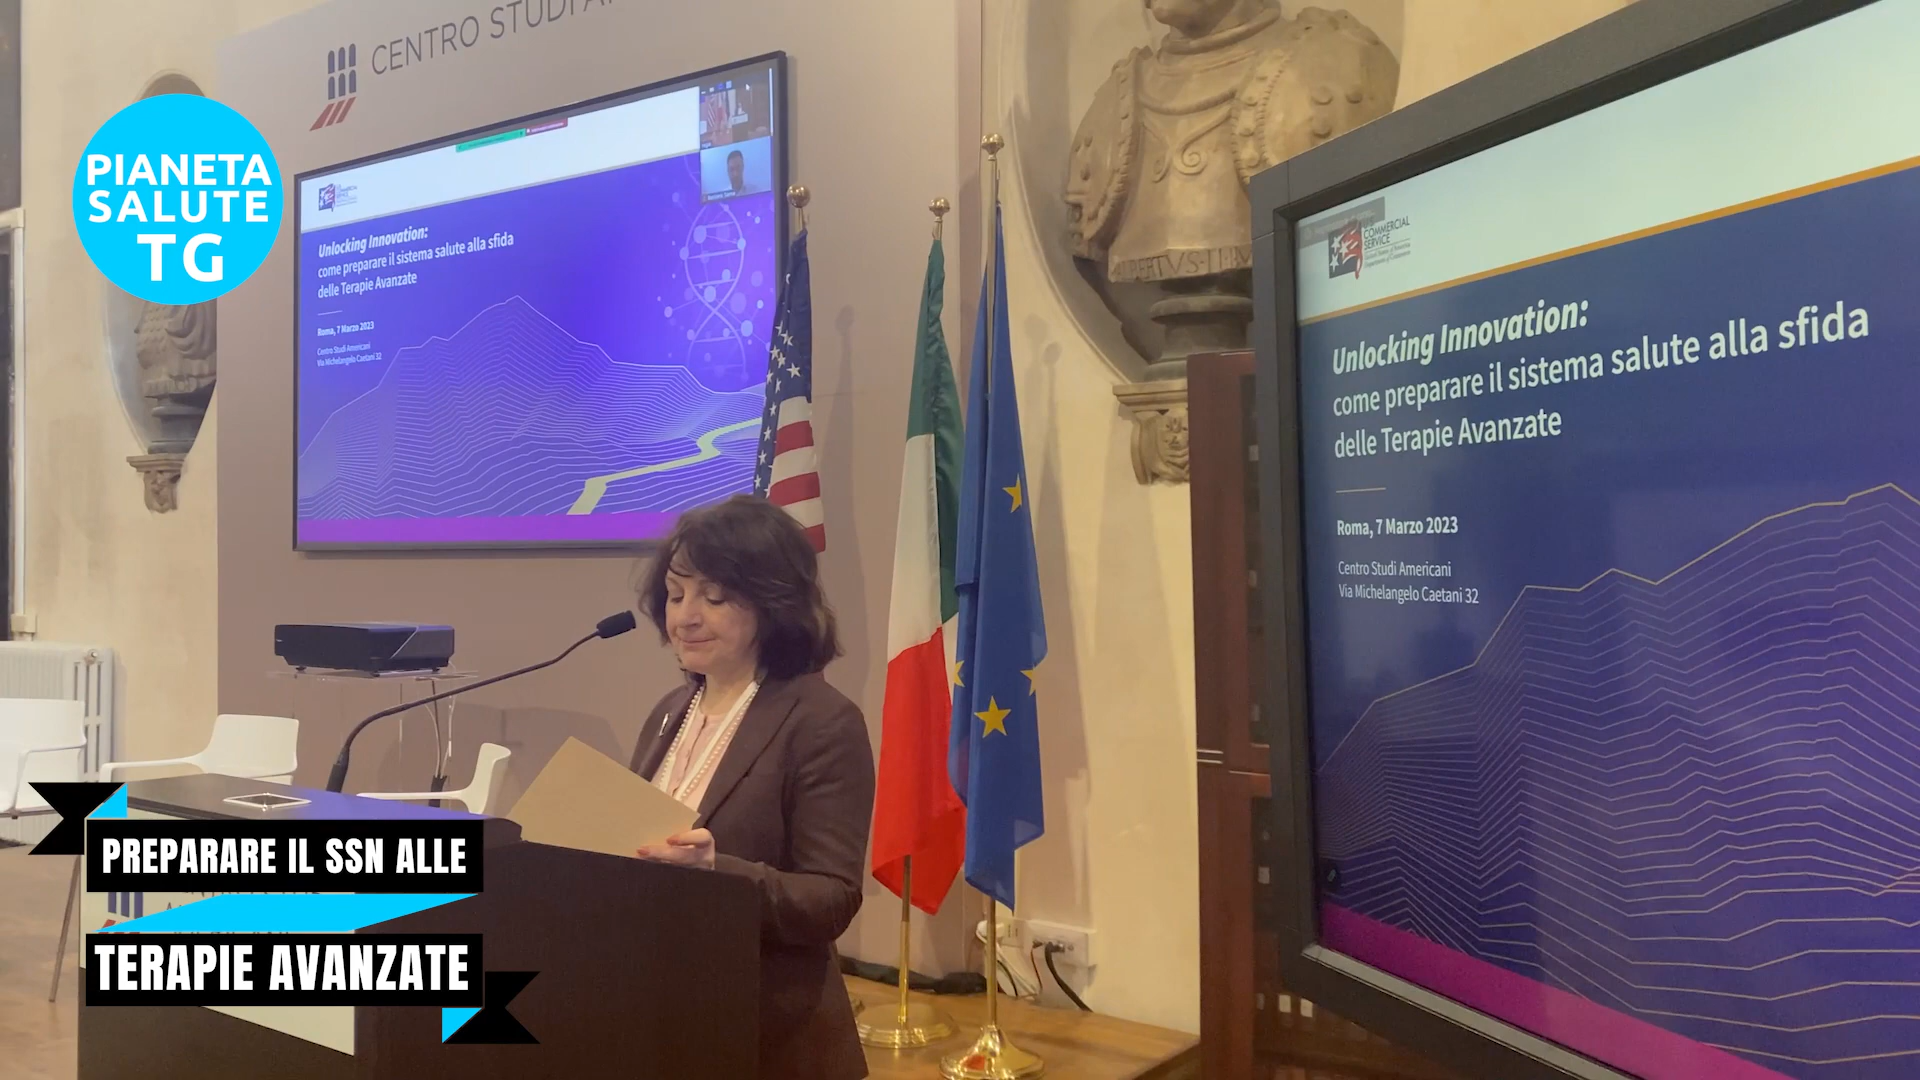 CENTRO STUDI
PIANETA
SALUTE
TG
Unlocking Innovation:
come preparare il sistema salute alla sfida
delle Terapie Avanzate
Roma, 7 Marzo 2023
Centro Studi Americani
Via Michelangelo Caetani 32
COMMERCIAL
SERVICE
Unlocking Innovation:
come preparare il sistema salute alla sfida
delle Terapie Avanzate
Roma, 7 Marzo 2023
Centro Studi Americani
Via Michelangelo Caetani 32
PREPARARE IL SSN ALLE
TERAPIE AVANZATE